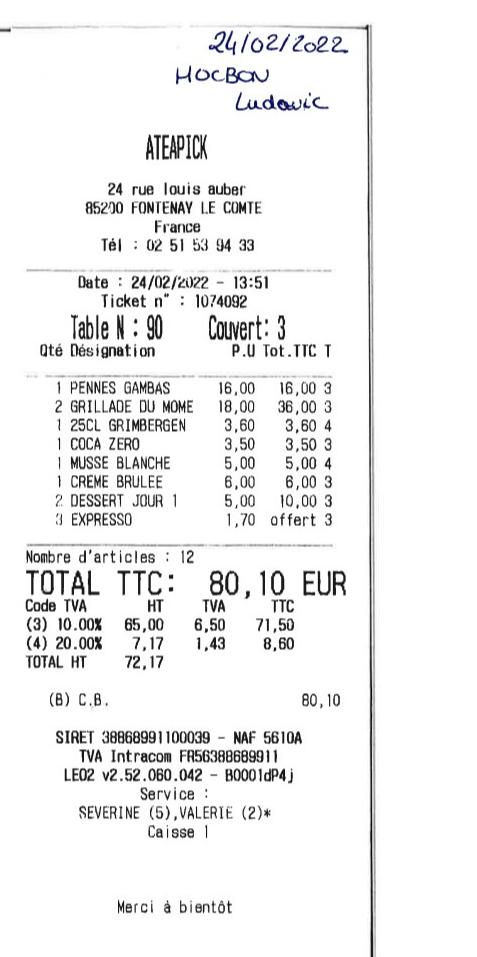 24/02/2022
HOCBON
Ludovic
ATEAPICK
24 rue louis auber
85200 FONTENAY LE COMTE
France
Tél : 02 51 53 94 33
Date : 24/02/2022 - 13:51
Ticket n° : 1074092
Table N : 90 Couvert: 3
Qté Désignation P.U Tot.TTC T
1 PENNES GAMBAS 16,00 16,00 3
2 GRILLADE DU MOME 18,00 36,00 3
1 25CL GRIMBERGEN 3,60 3,60 4
1 COCA ZERO 3,50 3,50 3
1 MUSSE BLANCHE 5,00 5,00 4
1 CREME BRULEE 6,00 6,00 3
2 DESSERT JOUR 1 5,00 10,00 3
3 EXPRESSO 1,70 offert 3
Nombre d'articles : 12
TOTAL TTC: 80,10 EUR
Code TVA HT TVA TTC
(3) 10.00% 65,00 6,50 71,50
(4) 20.00% 7,17 1,43 8,60
TOTAL HT 72,17
(B) C.B. 80,10
SIRET 38868991100039 - NAF 5610A
TVA Intracom FR56388689911
LEO2 v2.52.060.042 - B0001dP4j
Service :
SEVERINE (5),VALERIE (2)*
Caisse 1
Merci à bientôt